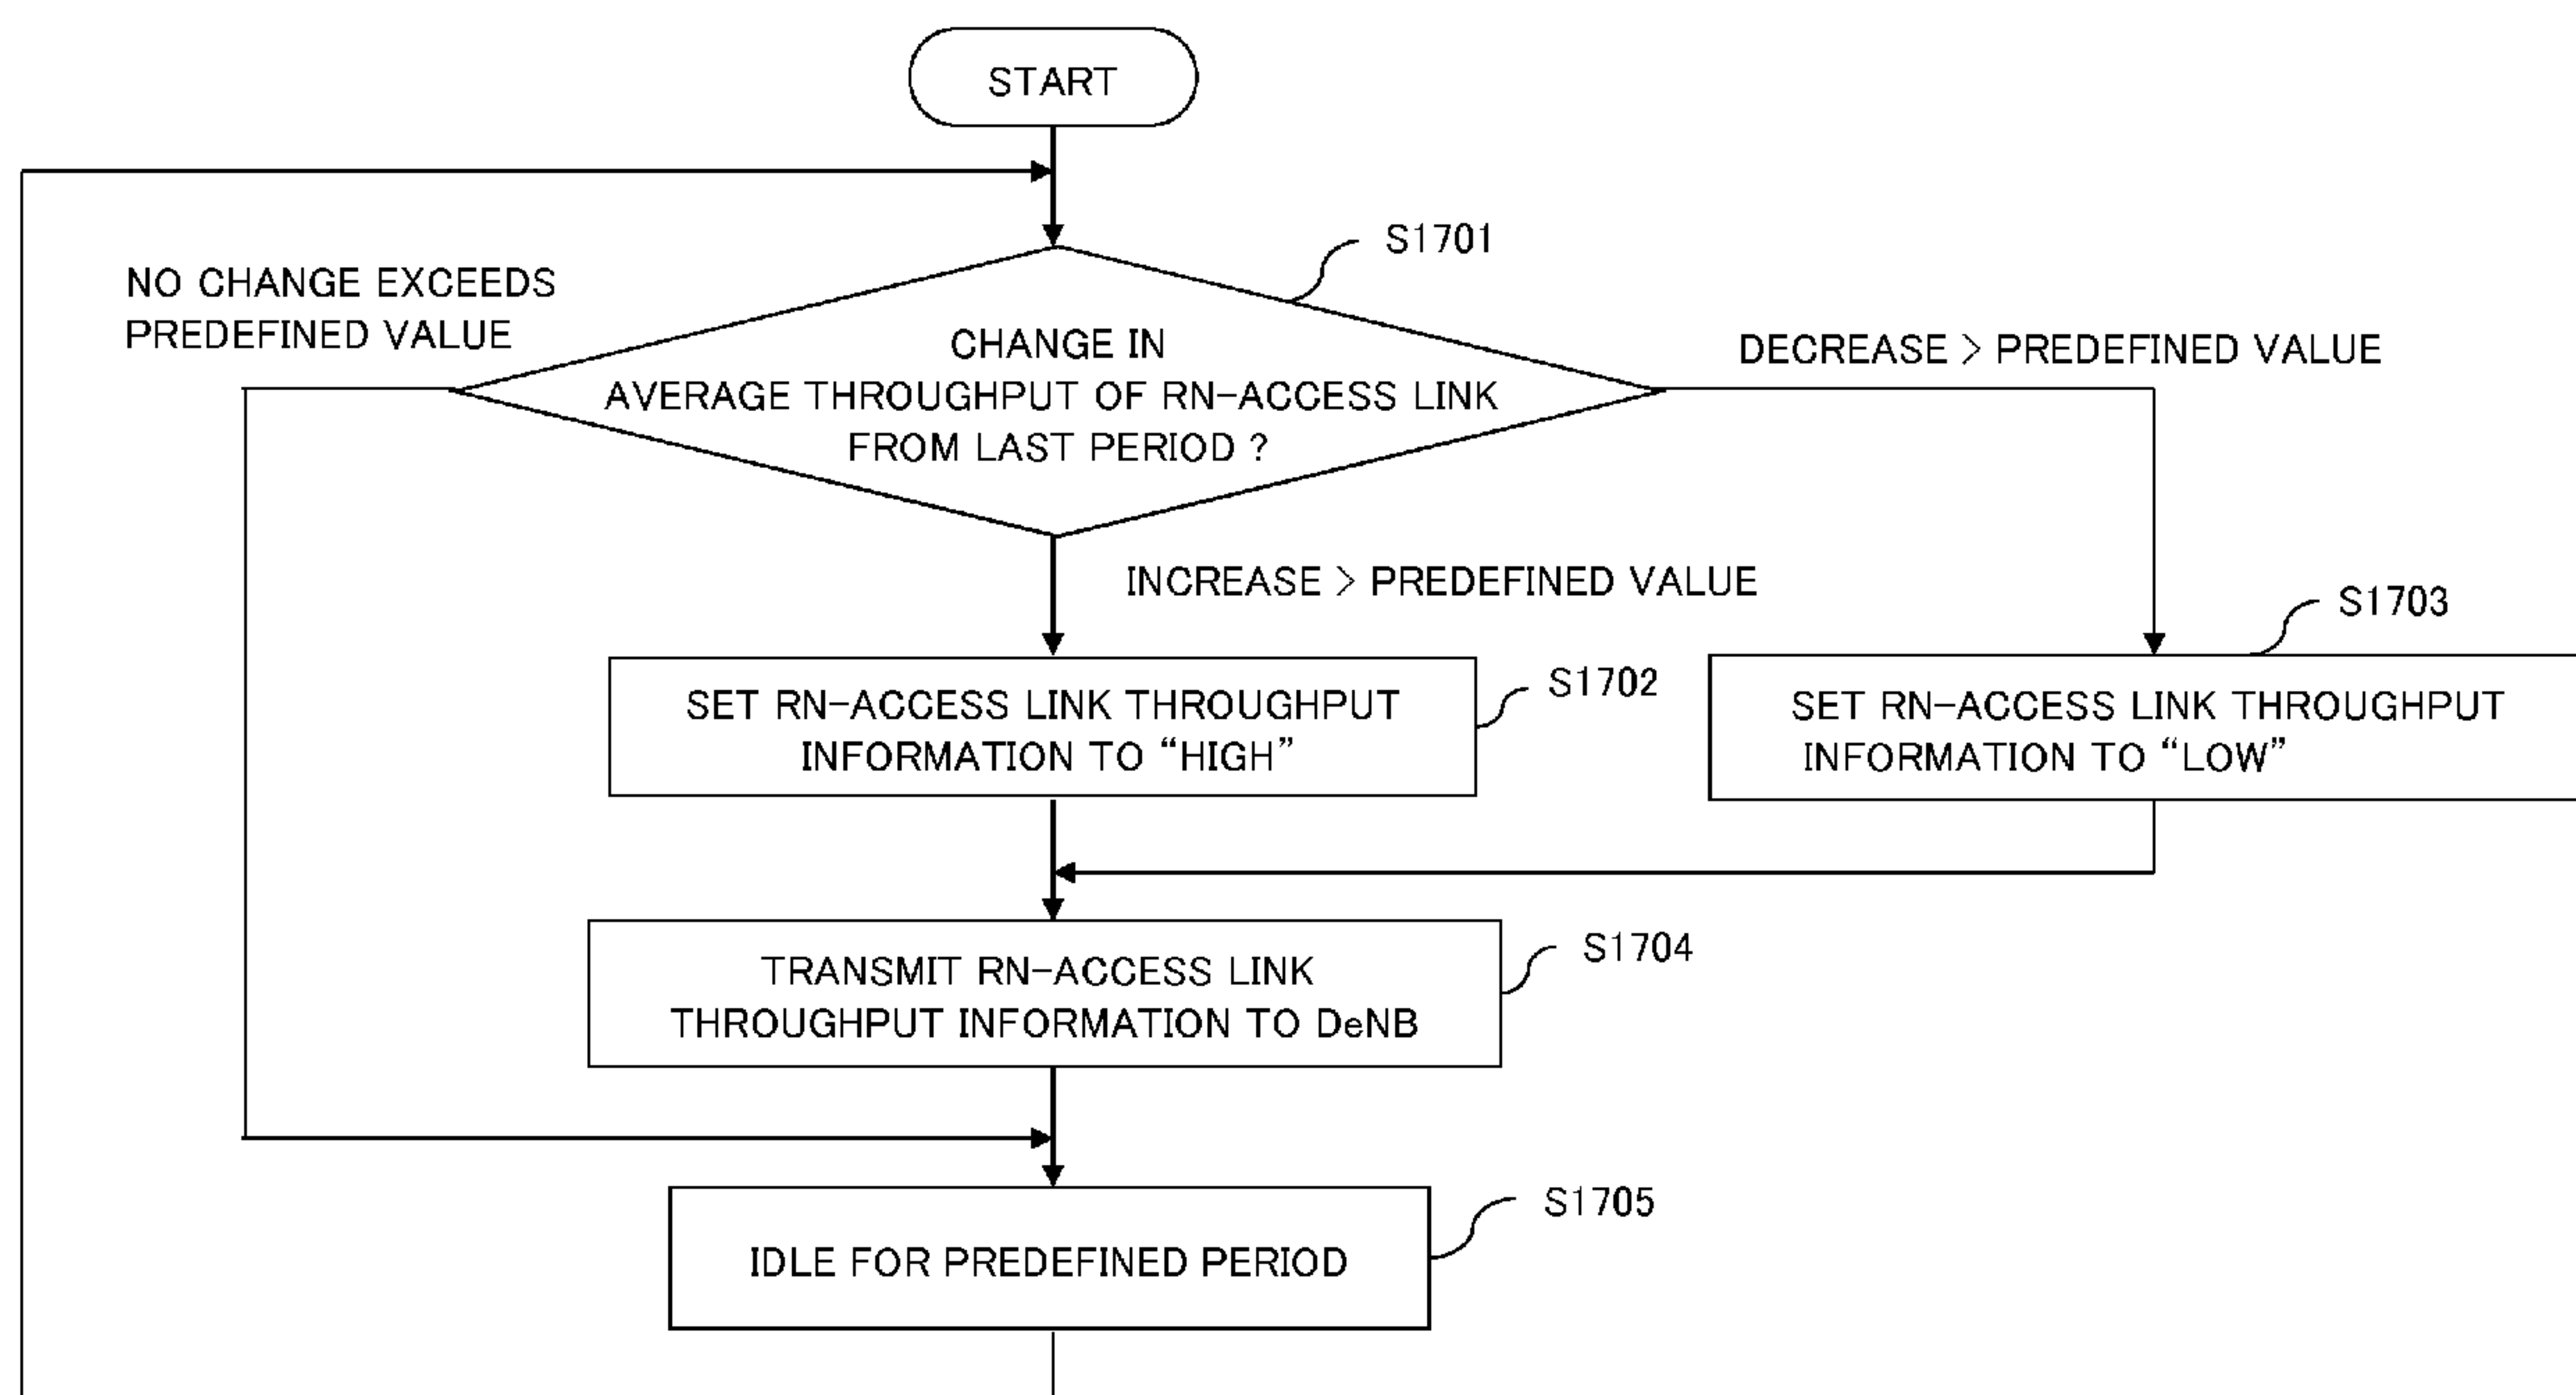 START
S1701
NO CHANGE EXCEEDS
PREDEFINED VALUE
CHANGE IN
AVERAGE THROUGHPUT OF RN-ACCESS LINK
FROM LAST PERIOD ?
DECREASE > PREDEFINED VALUE
INCREASE > PREDEFINED VALUE
S1703
S1702
SET RN-ACCESS LINK THROUGHPUT
INFORMATION TO “HIGH”
SET RN-ACCESS LINK THROUGHPUT
INFORMATION TO “LOW”
S1704
TRANSMIT RN-ACCESS LINK
THROUGHPUT INFORMATION TO DeNB
S1705
IDLE FOR PREDEFINED PERIOD